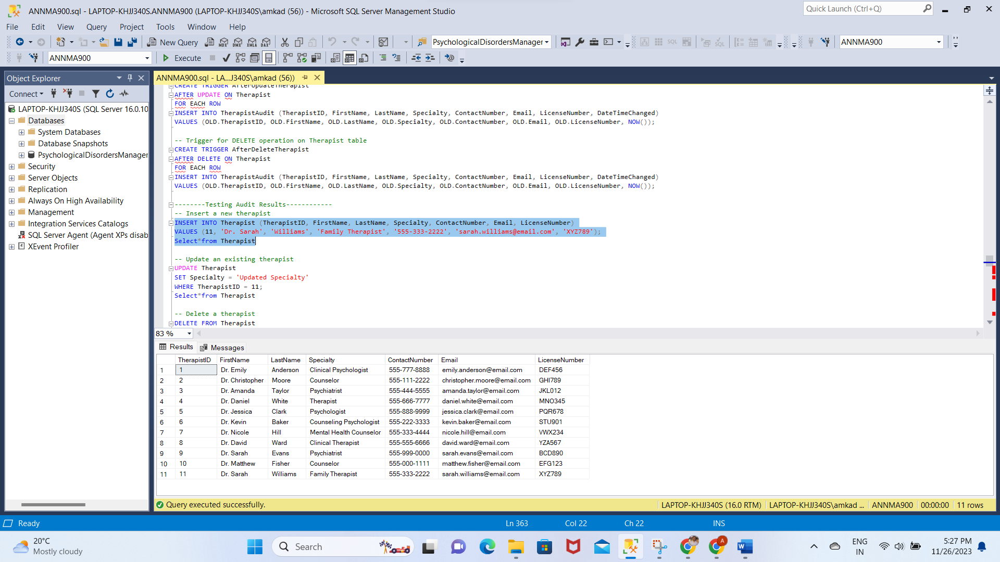 ANNMA900.sql - LAPTOP-KHJJ340S.ANNMA900 (LAPTOP-KHJJ340S\amkad (56)) - Microsoft SQL Server Management Studio
Quick Launch (Ctrl+Q)
File Edit View Query Project Tools Window Help
New Query MDX DMX XMLA DAX PsychologicalDisordersManager SQL ANNMA900
ANNMA900 Execute
Object Explorer
Connect
LAPTOP-KHJJ340S (SQL Server 16.0.10
Databases
System Databases
Database Snapshots
PsychologicalDisordersManager
Security
Server Objects
Replication
Always On High Availability
Management
Integration Services Catalogs
SQL Server Agent (Agent XPs disab
XEvent Profiler
ANNMA900.sql - LA...J340S\amkad (56))
CREATE TRIGGER AfterUpdateTherapist
AFTER UPDATE ON Therapist
FOR EACH ROW
INSERT INTO TherapistAudit (TherapistID, FirstName, LastName, Specialty, ContactNumber, Email, LicenseNumber, DateTimeChanged)
VALUES (OLD.TherapistID, OLD.FirstName, OLD.LastName, OLD.Specialty, OLD.ContactNumber, OLD.Email, OLD.LicenseNumber, NOW());
-- Trigger for DELETE operation on Therapist table
CREATE TRIGGER AfterDeleteTherapist
AFTER DELETE ON Therapist
FOR EACH ROW
INSERT INTO TherapistAudit (TherapistID, FirstName, LastName, Specialty, ContactNumber, Email, LicenseNumber, DateTimeChanged)
VALUES (OLD.TherapistID, OLD.FirstName, OLD.LastName, OLD.Specialty, OLD.ContactNumber, OLD.Email, OLD.LicenseNumber, NOW());
--------Testing Audit Results------------
-- Insert a new therapist
INSERT INTO Therapist (TherapistID, FirstName, LastName, Specialty, ContactNumber, Email, LicenseNumber)
VALUES (11, 'Dr. Sarah', 'Williams', 'Family Therapist', '555-333-2222', 'sarah.williams@email.com', 'XYZ789');
Select*from Therapist
-- Update an existing therapist
UPDATE Therapist
SET Specialty = 'Updated Specialty'
WHERE TherapistID = 11;
Select*from Therapist
-- Delete a therapist
DELETE FROM Therapist
83 %
Results Messages
TherapistID FirstName LastName Specialty ContactNumber Email LicenseNumber
1 1 Dr. Emily Anderson Clinical Psychologist 555-777-8888 emily.anderson@email.com DEF456
2 2 Dr. Christopher Moore Counselor 555-111-2222 christopher.moore@email.com GHI789
3 3 Dr. Amanda Taylor Psychiatrist 555-444-5555 amanda.taylor@email.com JKL012
4 4 Dr. Daniel White Therapist 555-666-7777 daniel.white@email.com MNO345
5 5 Dr. Jessica Clark Psychologist 555-888-9999 jessica.clark@email.com PQR678
6 6 Dr. Kevin Baker Counseling Psychologist 555-222-3333 kevin.baker@email.com STU901
7 7 Dr. Nicole Hill Mental Health Counselor 555-333-4444 nicole.hill@email.com VWX234
8 8 Dr. David Ward Clinical Therapist 555-555-6666 david.ward@email.com YZA567
9 9 Dr. Sarah Evans Psychiatrist 555-999-0000 sarah.evans@email.com BCD890
10 10 Dr. Matthew Fisher Counselor 555-000-1111 matthew.fisher@email.com EFG123
11 11 Dr. Sarah Williams Family Therapist 555-333-2222 sarah.williams@email.com XYZ789
Query executed successfully. LAPTOP-KHJJ340S (16.0 RTM) LAPTOP-KHJJ340S\amkad ... ANNMA900 00:00:00 11 rows
Ready Ln 363 Col 22 Ch 22 INS
20°C
Mostly cloudy
Search
A
W
ENG
IN
5:27 PM
11/26/2023